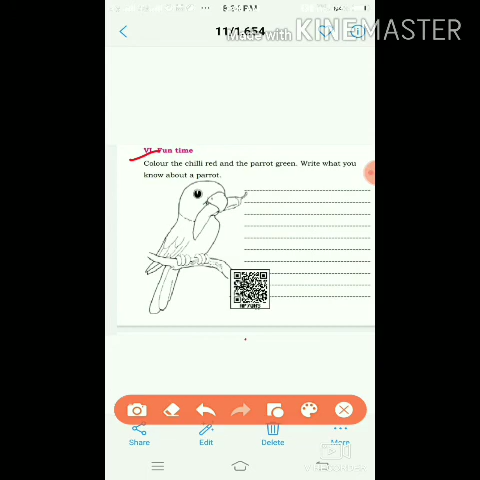 11/1,654
Made with KINEMASTER
VI. Fun time
Colour the chilli red and the parrot green. Write what you
know about a parrot.
Share
Edit
Delete
More